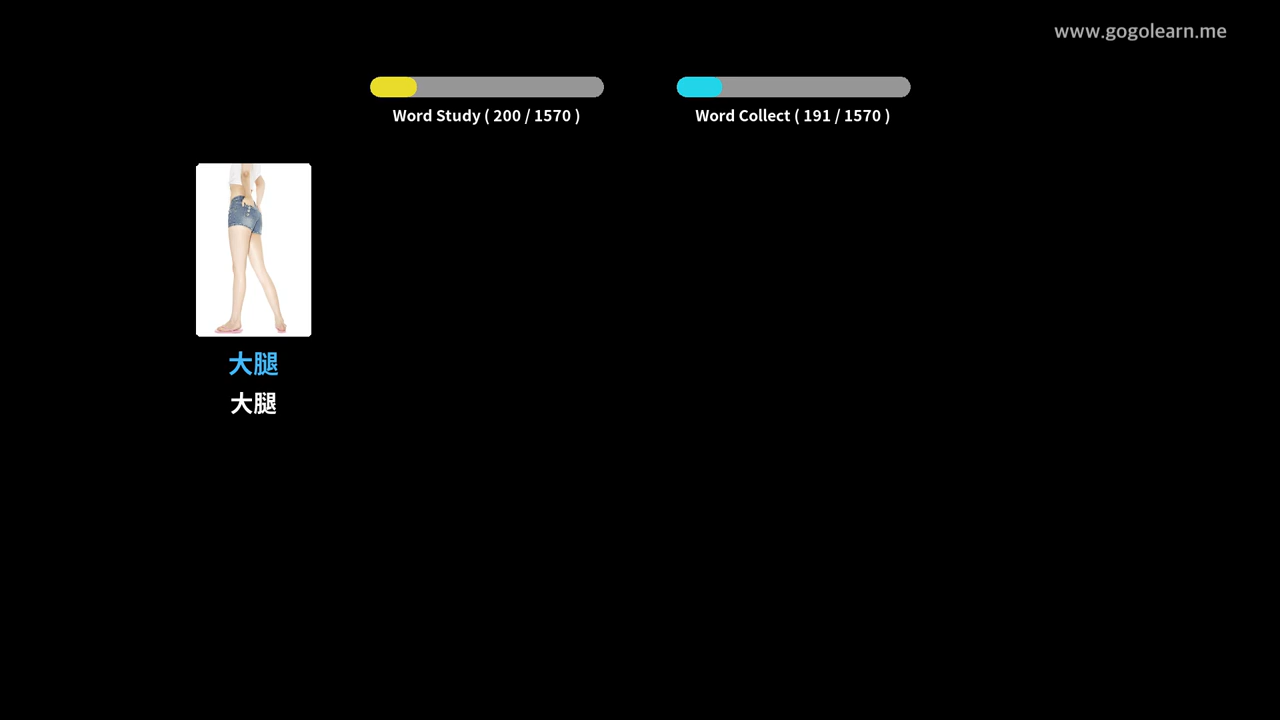 www.gogolearn.me
Word Study ( 200 / 1570 )
Word Collect ( 191 / 1570 )
大腿
大腿